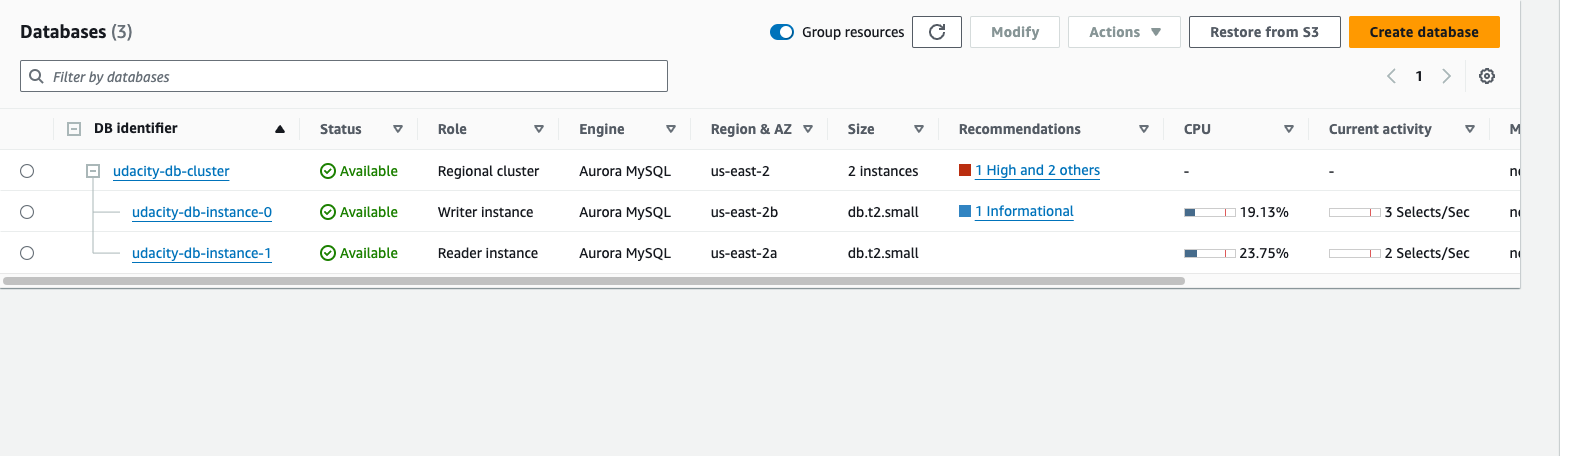 Databases (3)
Group resources
Modify
Actions
Restore from S3
Create database
Filter by databases
1
DB identifier Status Role Engine Region & AZ Size Recommendations CPU Current activity
udacity-db-cluster Available Regional cluster Aurora MySQL us-east-2 2 instances 1 High and 2 others - -
udacity-db-instance-0 Available Writer instance Aurora MySQL us-east-2b db.t2.small 1 Informational 19.13% 3 Selects/Sec
udacity-db-instance-1 Available Reader instance Aurora MySQL us-east-2a db.t2.small 23.75% 2 Selects/Sec